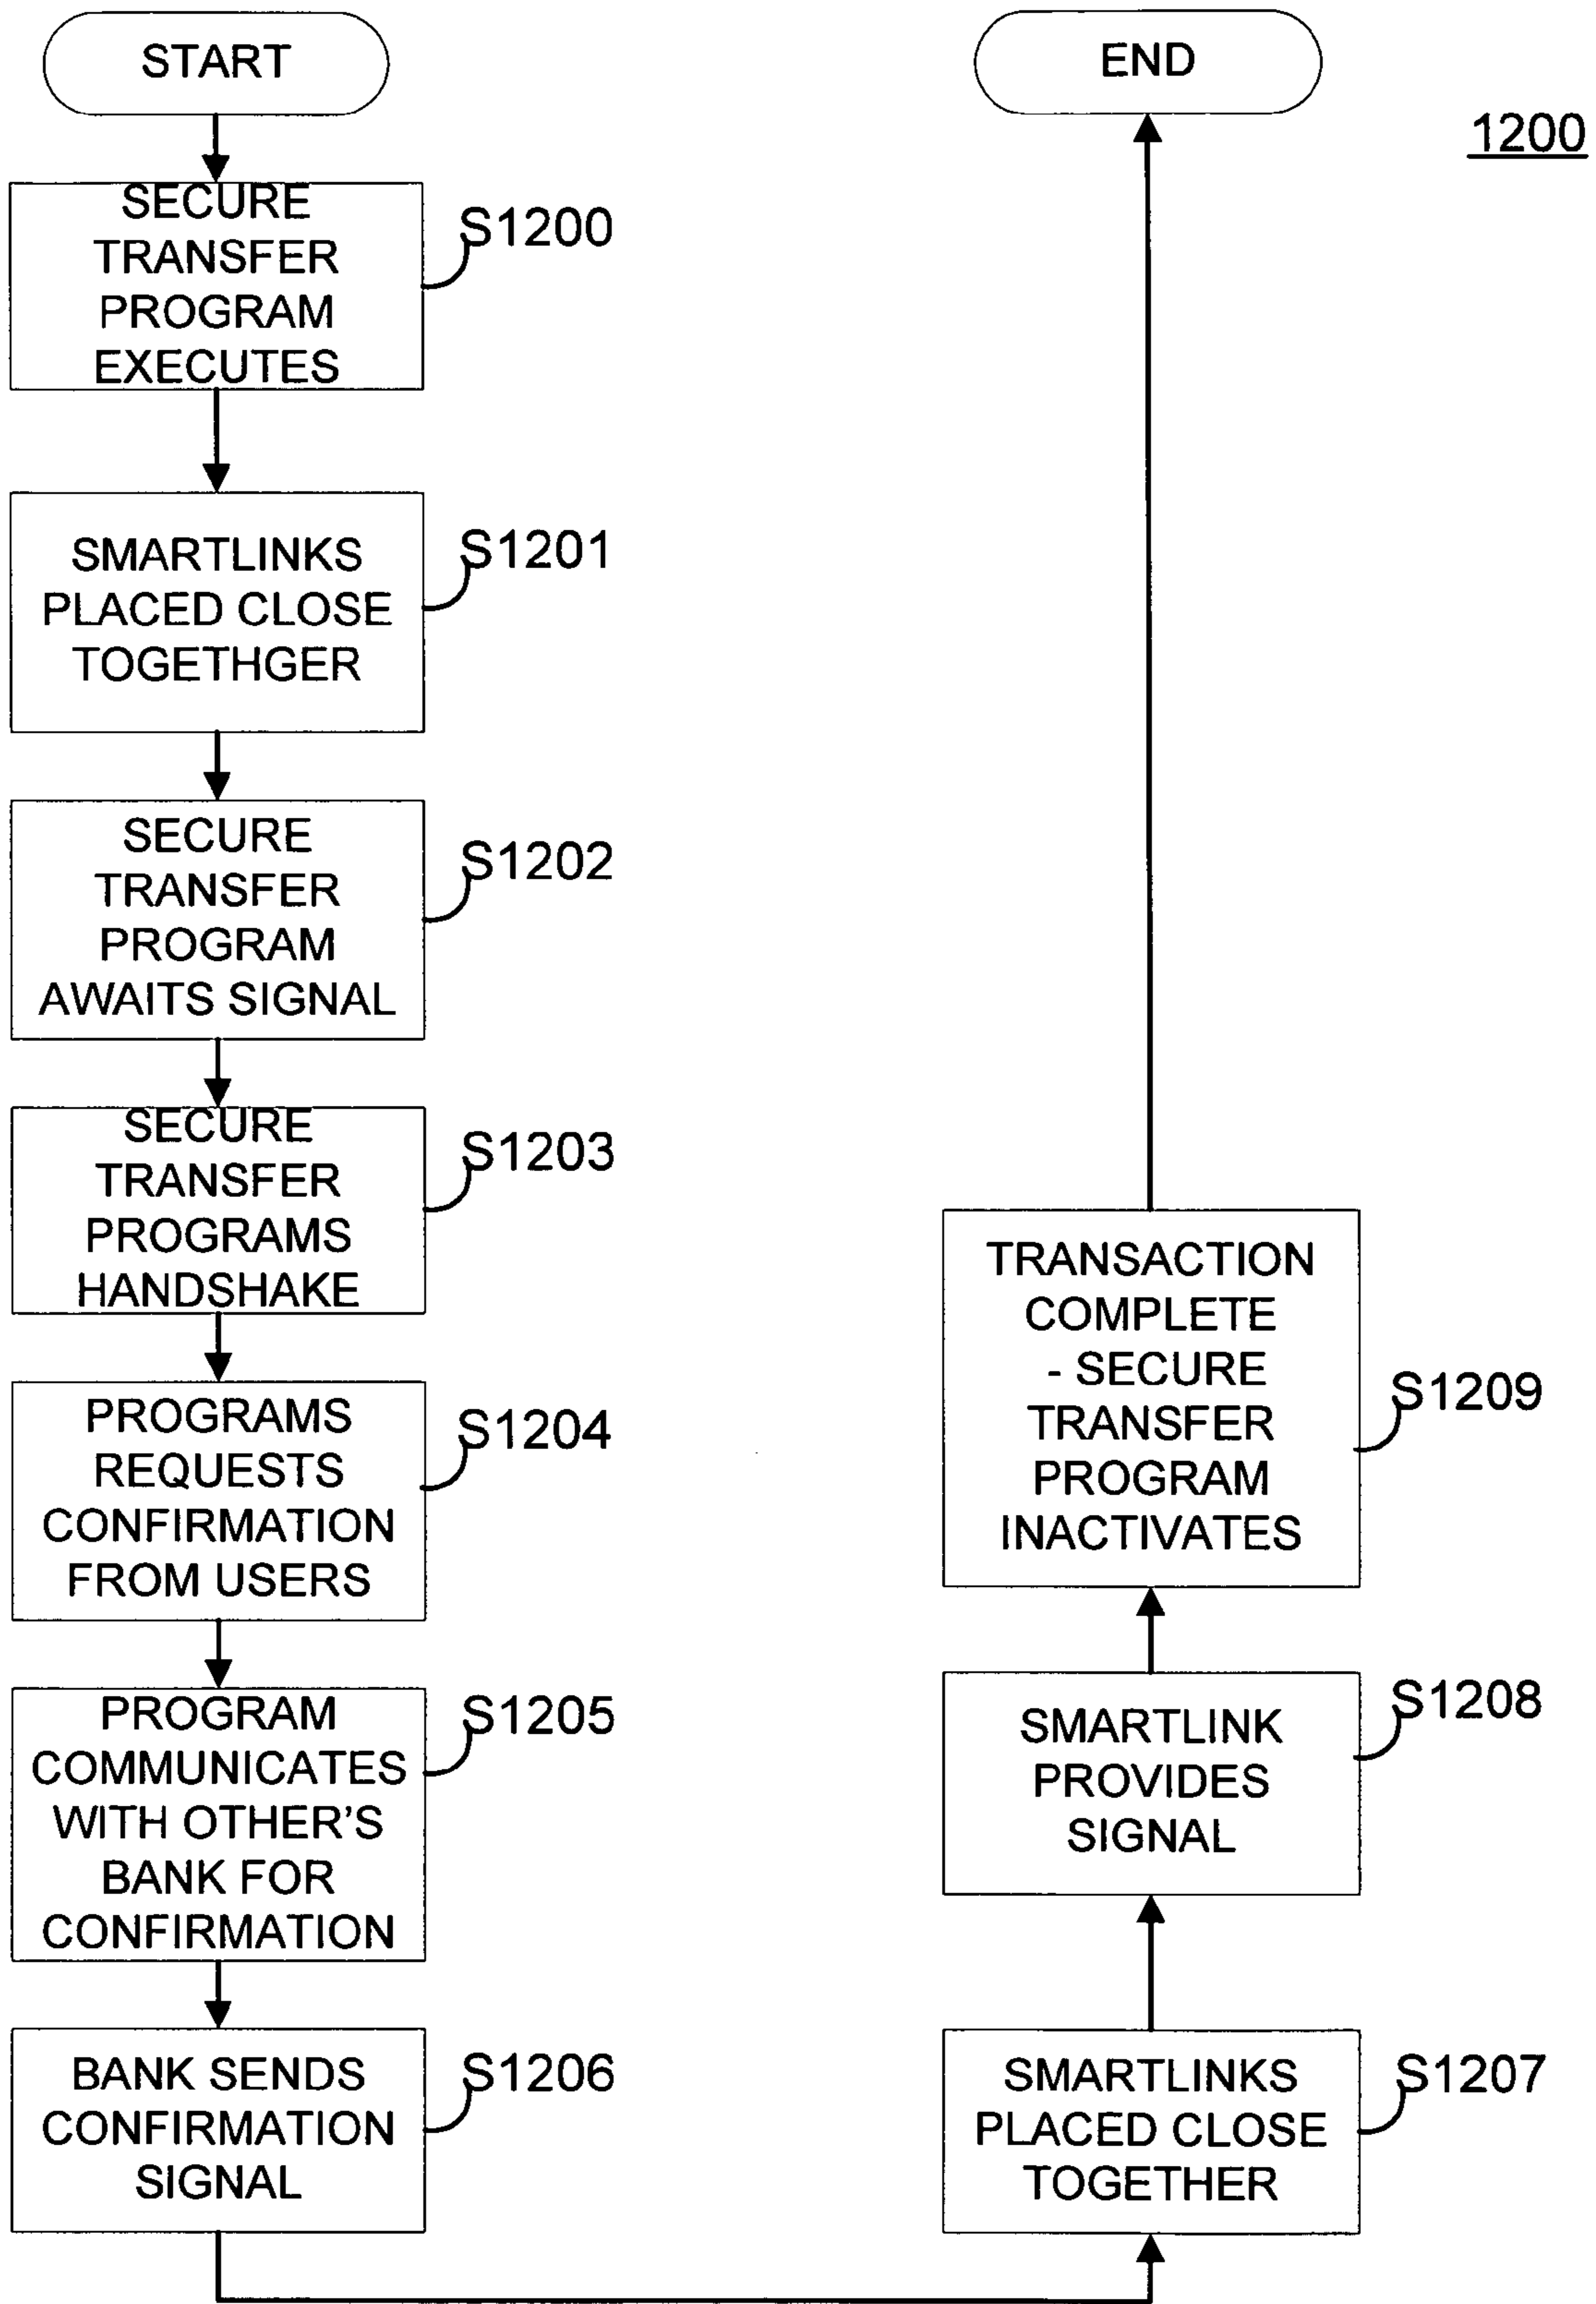 START
SECURE
TRANSFER
PROGRAM
EXECUTES
S1200
SMARTLINKS
PLACED CLOSE
TOGETHGER
S1201
SECURE
TRANSFER
PROGRAM
AWAITS SIGNAL
S1202
SECURE
TRANSFER
PROGRAMS
HANDSHAKE
S1203
PROGRAMS
REQUESTS
CONFIRMATION
FROM USERS
S1204
PROGRAM
COMMUNICATES
WITH OTHER'S
BANK FOR
CONFIRMATION
S1205
BANK SENDS
CONFIRMATION
SIGNAL
S1206
SMARTLINKS
PLACED CLOSE
TOGETHER
S1207
SMARTLINK
PROVIDES
SIGNAL
S1208
TRANSACTION
COMPLETE
- SECURE
TRANSFER
PROGRAM
INACTIVATES
S1209
END
1200